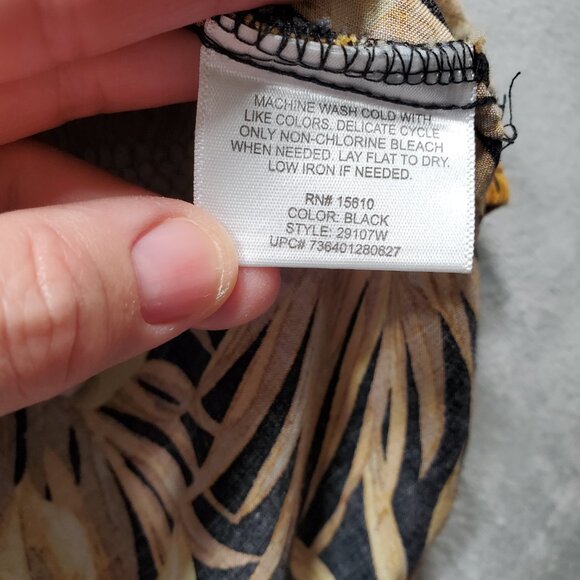 MACHINE WASH COLD WITH
LIKE COLORS. DELICATE CYCLE
ONLY NON-CHLORINE BLEACH
WHEN NEEDED. LAY FLAT TO DRY.
LOW IRON IF NEEDED.
RN# 15610
COLOR: BLACK
STYLE: 29107W
UPC# 736401280627